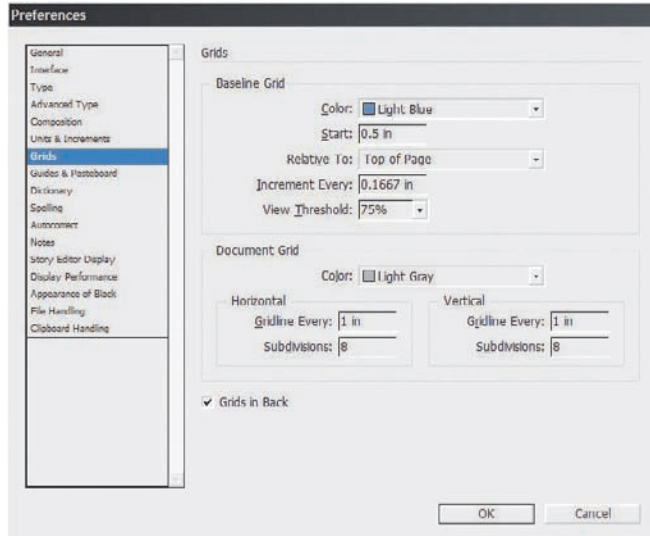 Preferences
General
Interface
Type
Advanced Type
Composition
Units & Increments
Grids
Guides & Pasteboard
Dictionary
Spelling
Autocorrect
Notes
Story Editor Display
Display Performance
Appearance of Black
File Handling
Clipboard Handling
Grids
Baseline Grid
Color: Light Blue
Start: 0.5 in
Relative To: Top of Page
Increment Every: 0.1667 in
View Threshold: 75%
Document Grid
Color: Light Gray
Horizontal
Gridline Every: 1 in
Subdivisions: 8
Vertical
Gridline Every: 1 in
Subdivisions: 8
Grids in Back
OK Cancel